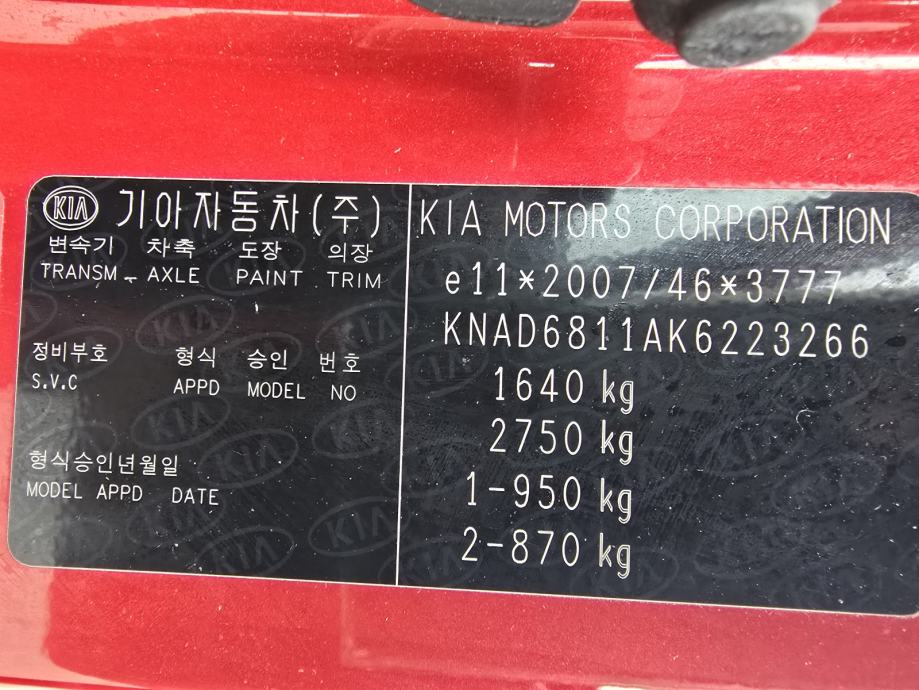 KIA 기아자동차(주)
변속기 차축 도장 의장
TRANSM AXLE PAINT TRIM
정비부호 형식 승인 번호
S.V.C APPD MODEL NO
형식승인년월일
MODEL APPD DATE
KIA MOTORS CORPORATION
e11*2007/46*3777
KNAD6811AK6223266
1640 kg
2750 kg
1-950 kg
2-870 kg